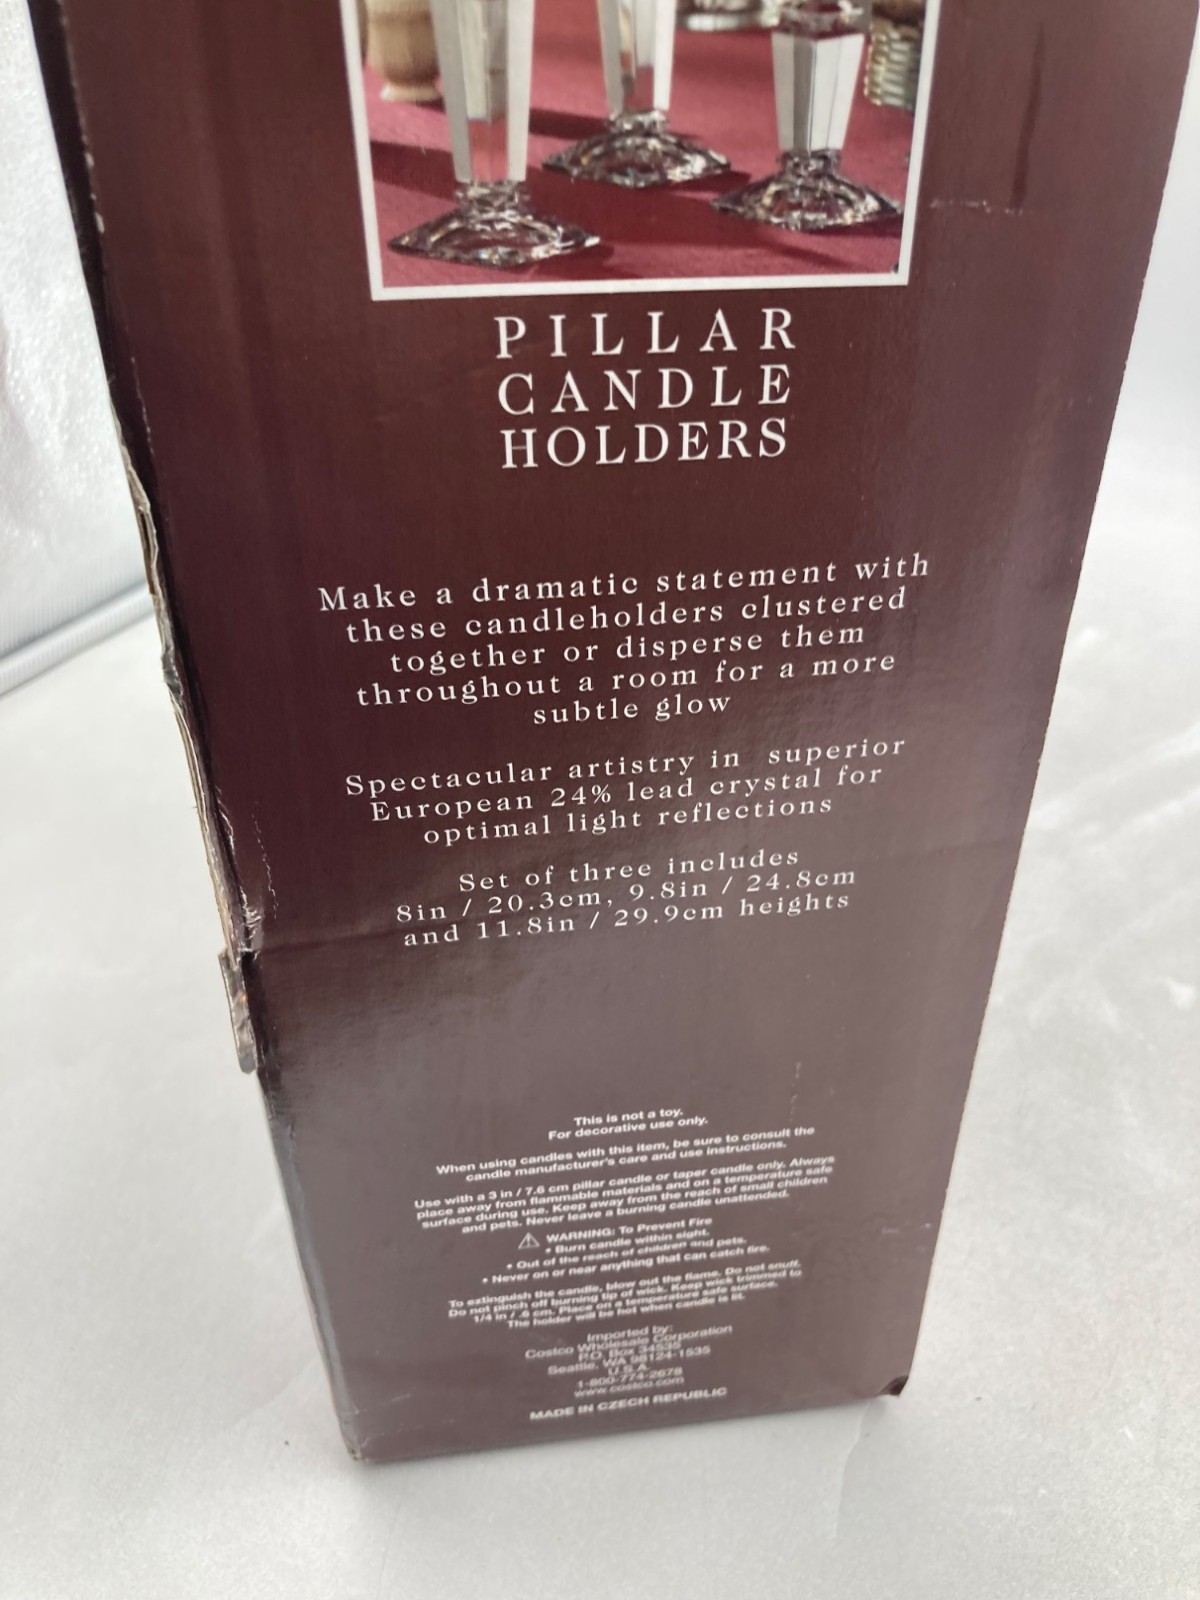 PILLAR
CANDLE
HOLDERS
Make a dramatic statement with
these candleholders clustered
together or disperse them
throughout a room for a more
subtle glow
Spectacular artistry in superior
European 24% lead crystal for
optimal light reflections
Set of three includes
8in / 20.3cm, 9.8in / 24.8cm
and 11.8in / 29.9cm heights
This is not a toy.
For decorative use only.
When using candles with this item, be sure to consult the
candle manufacturer's care and use instructions.
Use with a 3 in / 7.6 cm pillar candle or taper candle only. Always
place away from flammable materials and on a temperature safe
surface during use. Keep away from the reach of small children
and pets. Never leave a burning candle unattended.
WARNING: To Prevent Fire
• Burn candle within sight.
• Out of the reach of children and pets.
• Never on or near anything that can catch fire.
To extinguish the candle, blow out the flame. Do not snuff.
Do not pinch off burning tip of wick. Keep wick trimmed to
1/4 in / .6 cm. Place on a temperature safe surface.
The holder will be hot when candle is lit.
Imported by:
Costco Wholesale Corporation
P.O. Box 34535
Seattle, WA 98124-1535
U.S.A.
1-800-774-2678
www.costco.com
MADE IN CZECH REPUBLIC